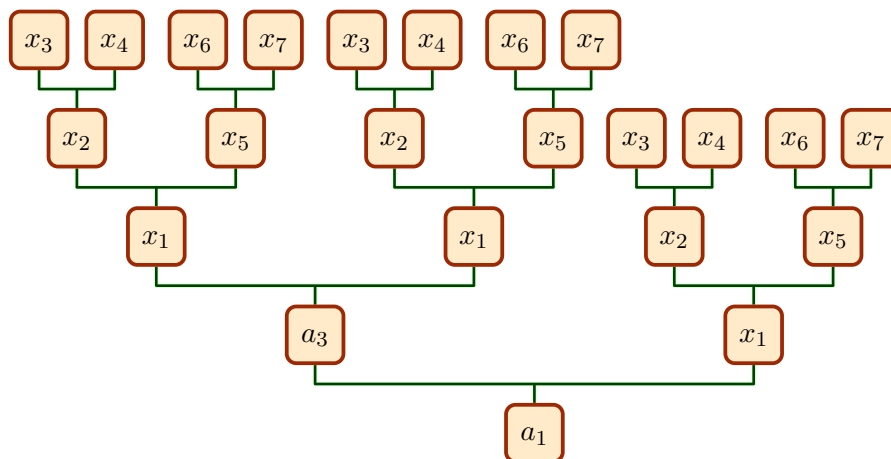 x₃ x₄ x₆ x₇ x₃ x₄ x₆ x₇
x₂ x₅ x₂ x₅ x₃ x₄ x₆ x₇
x₁ x₁ x₂ x₅
a₃ x₁
a₁